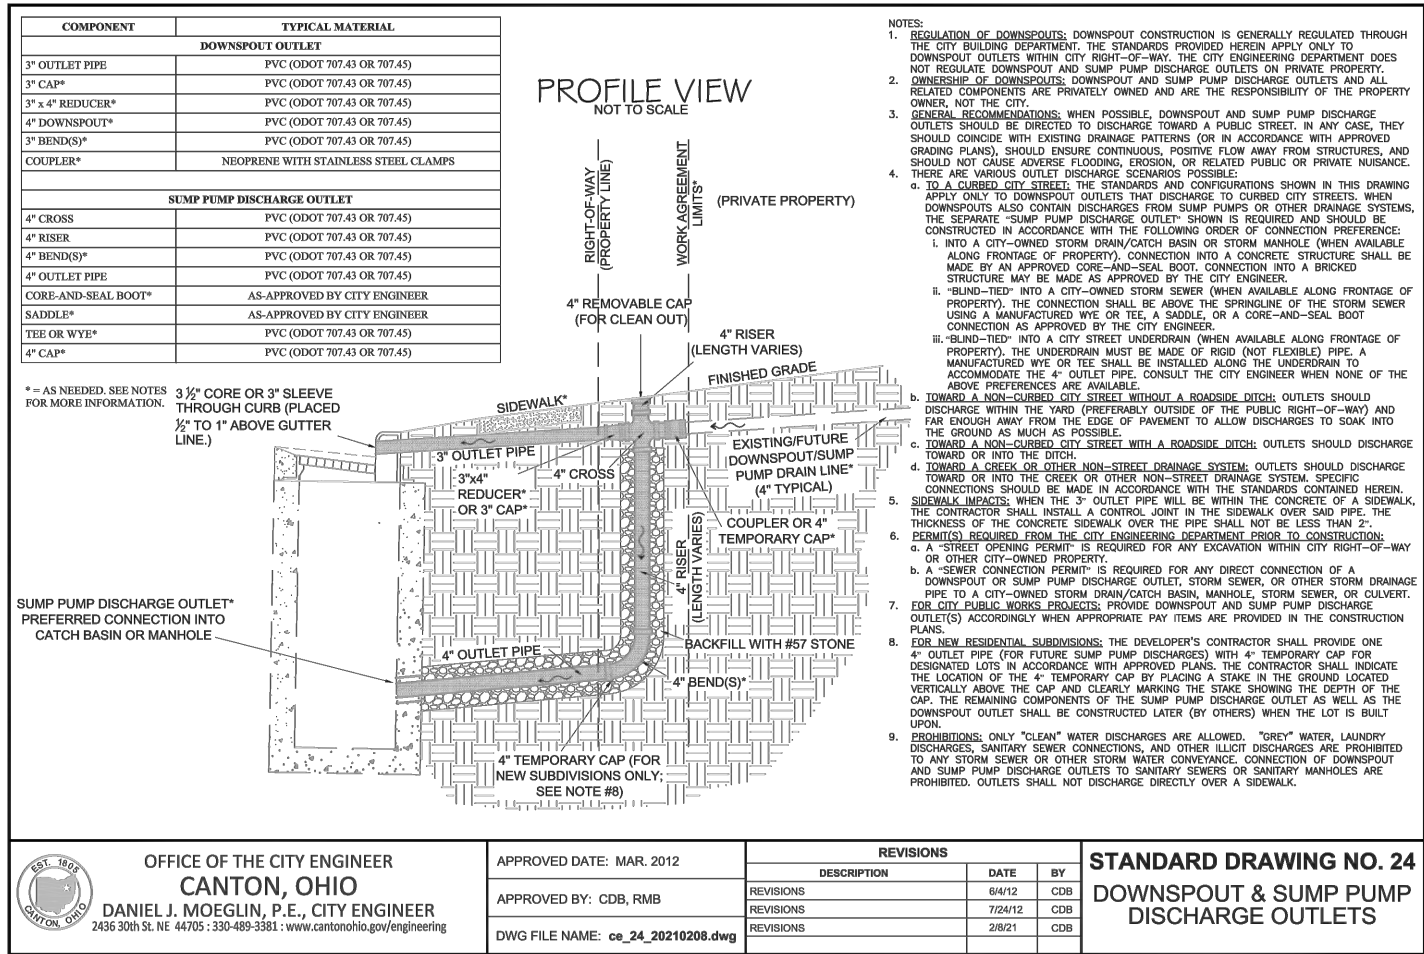 COMPONENT TYPICAL MATERIAL
DOWNSPOUT OUTLET
3" OUTLET PIPE PVC (ODOT 707.43 OR 707.45)
3" CAP* PVC (ODOT 707.43 OR 707.45)
3" x 4" REDUCER* PVC (ODOT 707.43 OR 707.45)
4" DOWNSPOUT* PVC (ODOT 707.43 OR 707.45)
3" BEND(S)* PVC (ODOT 707.43 OR 707.45)
COUPLER* NEOPRENE WITH STAINLESS STEEL CLAMPS
SUMP PUMP DISCHARGE OUTLET
4" CROSS PVC (ODOT 707.43 OR 707.45)
4" RISER PVC (ODOT 707.43 OR 707.45)
4" BEND(S)* PVC (ODOT 707.43 OR 707.45)
4" OUTLET PIPE PVC (ODOT 707.43 OR 707.45)
CORE-AND-SEAL BOOT* AS-APPROVED BY CITY ENGINEER
SADDLE* AS-APPROVED BY CITY ENGINEER
TEE OR WYE* PVC (ODOT 707.43 OR 707.45)
4" CAP* PVC (ODOT 707.43 OR 707.45)
* = AS NEEDED. SEE NOTES
FOR MORE INFORMATION.
PROFILE VIEW
NOT TO SCALE
RIGHT-OF-WAY
(PROPERTY LINE)
WORK AGREEMENT
LIMITS*
(PRIVATE PROPERTY)
4" REMOVABLE CAP
(FOR CLEAN OUT)
4" RISER
(LENGTH VARIES)
FINISHED GRADE
SIDEWALK*
3 ½" CORE OR 3" SLEEVE
THROUGH CURB (PLACED
½" TO 1" ABOVE GUTTER
LINE.)
3" OUTLET PIPE
3"x4"
REDUCER*
OR 3" CAP*
4" CROSS
EXISTING/FUTURE
DOWNSPOUT/SUMP
PUMP DRAIN LINE*
(4" TYPICAL)
COUPLER OR 4"
TEMPORARY CAP*
4" RISER
(LENGTH VARIES)
SUMP PUMP DISCHARGE OUTLET*
PREFERRED CONNECTION INTO
CATCH BASIN OR MANHOLE
4" OUTLET PIPE
BACKFILL WITH #57 STONE
4" BEND(S)*
4" TEMPORARY CAP (FOR
NEW SUBDIVISIONS ONLY;
SEE NOTE #8)
NOTES:
1. REGULATION OF DOWNSPOUTS: DOWNSPOUT CONSTRUCTION IS GENERALLY REGULATED THROUGH
THE CITY BUILDING DEPARTMENT. THE STANDARDS PROVIDED HEREIN APPLY ONLY TO
DOWNSPOUT OUTLETS WITHIN CITY RIGHT-OF-WAY. THE CITY ENGINEERING DEPARTMENT DOES
NOT REGULATE DOWNSPOUT AND SUMP PUMP DISCHARGE OUTLETS ON PRIVATE PROPERTY.
2. OWNERSHIP OF DOWNSPOUTS: DOWNSPOUT AND SUMP PUMP DISCHARGE OUTLETS AND ALL
RELATED COMPONENTS ARE PRIVATELY OWNED AND ARE THE RESPONSIBILITY OF THE PROPERTY
OWNER, NOT THE CITY.
3. GENERAL RECOMMENDATIONS: WHEN POSSIBLE, DOWNSPOUT AND SUMP PUMP DISCHARGE
OUTLETS SHOULD BE DIRECTED TO DISCHARGE TOWARD A PUBLIC STREET. IN ANY CASE, THEY
SHOULD COINCIDE WITH EXISTING DRAINAGE PATTERNS (OR IN ACCORDANCE WITH APPROVED
GRADING PLANS), SHOULD ENSURE CONTINUOUS, POSITIVE FLOW AWAY FROM STRUCTURES, AND
SHOULD NOT CAUSE ADVERSE FLOODING, EROSION, OR RELATED PUBLIC OR PRIVATE NUISANCE.
4. THERE ARE VARIOUS OUTLET DISCHARGE SCENARIOS POSSIBLE:
a. TO A CURBED CITY STREET: THE STANDARDS AND CONFIGURATIONS SHOWN IN THIS DRAWING
APPLY ONLY TO DOWNSPOUT OUTLETS THAT DISCHARGE TO CURBED CITY STREETS. WHEN
DOWNSPOUTS ALSO CONTAIN DISCHARGES FROM SUMP PUMPS OR OTHER DRAINAGE SYSTEMS,
THE SEPARATE "SUMP PUMP DISCHARGE OUTLET" SHOWN IS REQUIRED AND SHOULD BE
CONSTRUCTED IN ACCORDANCE WITH THE FOLLOWING ORDER OF CONNECTION PREFERENCE:
i. INTO A CITY-OWNED STORM DRAIN/CATCH BASIN OR STORM MANHOLE (WHEN AVAILABLE
ALONG FRONTAGE OF PROPERTY). CONNECTION INTO A CONCRETE STRUCTURE SHALL BE
MADE BY AN APPROVED CORE-AND-SEAL BOOT. CONNECTION INTO A BRICKED
STRUCTURE MAY BE MADE AS APPROVED BY THE CITY ENGINEER.
ii. "BLIND-TIED" INTO A CITY-OWNED STORM SEWER (WHEN AVAILABLE ALONG FRONTAGE OF
PROPERTY). THE CONNECTION SHALL BE ABOVE THE SPRINGLINE OF THE STORM SEWER
USING A MANUFACTURED WYE OR TEE, A SADDLE, OR A CORE-AND-SEAL BOOT
CONNECTION AS APPROVED BY THE CITY ENGINEER.
iii. "BLIND-TIED" INTO A CITY STREET UNDERDRAIN (WHEN AVAILABLE ALONG FRONTAGE OF
PROPERTY). THE UNDERDRAIN MUST BE MADE OF RIGID (NOT FLEXIBLE) PIPE. A
MANUFACTURED WYE OR TEE SHALL BE INSTALLED ALONG THE UNDERDRAIN TO
ACCOMMODATE THE 4" OUTLET PIPE. CONSULT THE CITY ENGINEER WHEN NONE OF THE
ABOVE PREFERENCES ARE AVAILABLE.
b. TOWARD A NON-CURBED CITY STREET WITHOUT A ROADSIDE DITCH: OUTLETS SHOULD
DISCHARGE WITHIN THE YARD (PREFERABLY OUTSIDE OF THE PUBLIC RIGHT-OF-WAY) AND
FAR ENOUGH AWAY FROM THE EDGE OF PAVEMENT TO ALLOW DISCHARGES TO SOAK INTO
THE GROUND AS MUCH AS POSSIBLE.
c. TOWARD A NON-CURBED CITY STREET WITH A ROADSIDE DITCH: OUTLETS SHOULD DISCHARGE
TOWARD OR INTO THE DITCH.
d. TOWARD A CREEK OR OTHER NON-STREET DRAINAGE SYSTEM: OUTLETS SHOULD DISCHARGE
TOWARD OR INTO THE CREEK OR OTHER NON-STREET DRAINAGE SYSTEM. SPECIFIC
CONNECTIONS SHOULD BE MADE IN ACCORDANCE WITH THE STANDARDS CONTAINED HEREIN.
5. SIDEWALK IMPACTS: WHEN THE 3" OUTLET PIPE WILL BE WITHIN THE CONCRETE OF A SIDEWALK,
THE CONTRACTOR SHALL INSTALL A CONTROL JOINT IN THE SIDEWALK OVER SAID PIPE. THE
THICKNESS OF THE CONCRETE SIDEWALK OVER THE PIPE SHALL NOT BE LESS THAN 2".
6. PERMIT(S) REQUIRED FROM THE CITY ENGINEERING DEPARTMENT PRIOR TO CONSTRUCTION:
a. A "STREET OPENING PERMIT" IS REQUIRED FOR ANY EXCAVATION WITHIN CITY RIGHT-OF-WAY
OR OTHER CITY-OWNED PROPERTY.
b. A "SEWER CONNECTION PERMIT" IS REQUIRED FOR ANY DIRECT CONNECTION OF A
DOWNSPOUT OR SUMP PUMP DISCHARGE OUTLET, STORM SEWER, OR OTHER STORM DRAINAGE
PIPE TO A CITY-OWNED STORM DRAIN/CATCH BASIN, MANHOLE, STORM SEWER, OR CULVERT.
7. FOR CITY PUBLIC WORKS PROJECTS: PROVIDE DOWNSPOUT AND SUMP PUMP DISCHARGE
OUTLET(S) ACCORDINGLY WHEN APPROPRIATE PAY ITEMS ARE PROVIDED IN THE CONSTRUCTION
PLANS.
8. FOR NEW RESIDENTIAL SUBDIVISIONS: THE DEVELOPER'S CONTRACTOR SHALL PROVIDE ONE
4" OUTLET PIPE (FOR FUTURE SUMP PUMP DISCHARGES) WITH 4" TEMPORARY CAP FOR
DESIGNATED LOTS IN ACCORDANCE WITH APPROVED PLANS. THE CONTRACTOR SHALL INDICATE
THE LOCATION OF THE 4" TEMPORARY CAP BY PLACING A STAKE IN THE GROUND LOCATED
VERTICALLY ABOVE THE CAP AND CLEARLY MARKING THE STAKE SHOWING THE DEPTH OF THE
CAP. THE REMAINING COMPONENTS OF THE SUMP PUMP DISCHARGE OUTLET AS WELL AS THE
DOWNSPOUT OUTLET SHALL BE CONSTRUCTED LATER (BY OTHERS) WHEN THE LOT IS BUILT
UPON.
9. PROHIBITIONS: ONLY "CLEAN" WATER DISCHARGES ARE ALLOWED. "GREY" WATER, LAUNDRY
DISCHARGES, SANITARY SEWER CONNECTIONS, AND OTHER ILLICIT DISCHARGES ARE PROHIBITED
TO ANY STORM SEWER OR OTHER STORM WATER CONVEYANCE. CONNECTION OF DOWNSPOUT
AND SUMP PUMP DISCHARGE OUTLETS TO SANITARY SEWERS OR SANITARY MANHOLES ARE
PROHIBITED. OUTLETS SHALL NOT DISCHARGE DIRECTLY OVER A SIDEWALK.
EST. 1805
CANTON, OHIO
OFFICE OF THE CITY ENGINEER
CANTON, OHIO
DANIEL J. MOEGLIN, P.E., CITY ENGINEER
2436 30th St. NE 44705 : 330-489-3381 : www.cantonohio.gov/engineering
APPROVED DATE: MAR. 2012
APPROVED BY: CDB, RMB
DWG FILE NAME: ce_24_20210208.dwg
REVISIONS
DESCRIPTION DATE BY
REVISIONS 6/4/12 CDB
REVISIONS 7/24/12 CDB
REVISIONS 2/8/21 CDB
STANDARD DRAWING NO. 24
DOWNSPOUT & SUMP PUMP
DISCHARGE OUTLETS